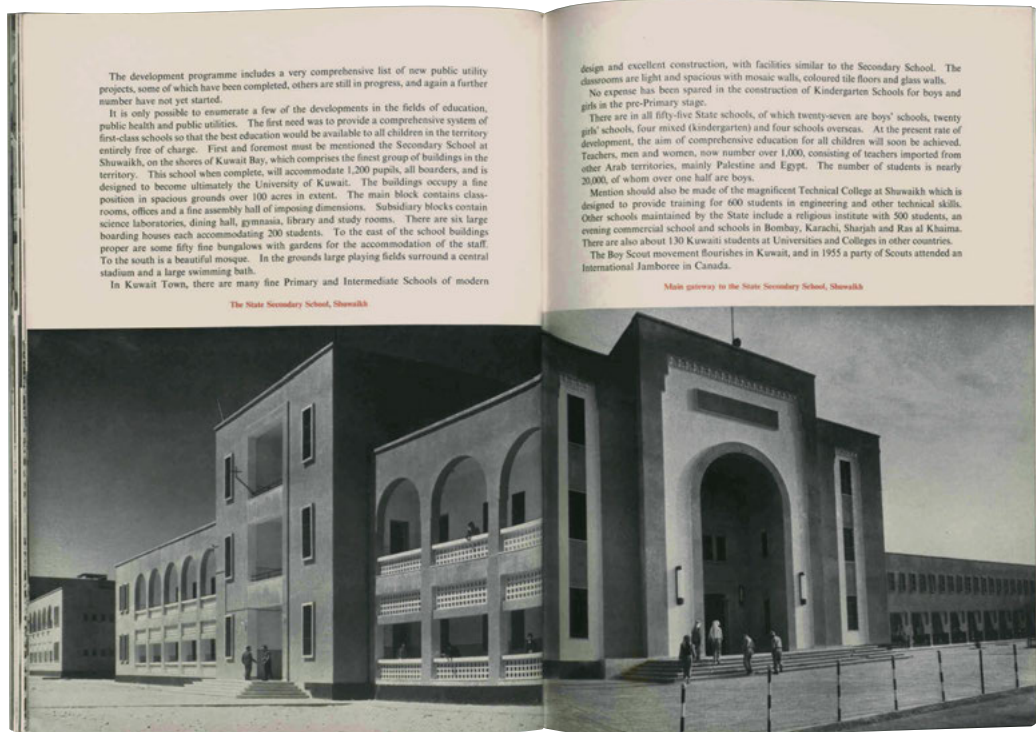 The development programme includes a very comprehensive list of new public utility
projects, some of which have been completed, others are still in progress, and again a further
number have not yet started.
It is only possible to enumerate a few of the developments in the fields of education,
public health and public utilities. The first need was to provide a comprehensive system of
first-class schools so that the best education would be available to all children in the territory
entirely free of charge. First and foremost must be mentioned the Secondary School at
Shuwaikh, on the shores of Kuwait Bay, which comprises the finest group of buildings in the
territory. This school when complete, will accommodate 1,200 pupils, all boarders, and is
designed to become ultimately the University of Kuwait. The buildings occupy a fine
position in spacious grounds over 100 acres in extent. The main block contains class-
rooms, offices and a fine assembly hall of imposing dimensions. Subsidiary blocks contain
science laboratories, dining hall, gymnasia, library and study rooms. There are six large
boarding houses each accommodating 200 students. To the east of the school buildings
proper are some fifty fine bungalows with gardens for the accommodation of the staff.
To the south is a beautiful mosque. In the grounds large playing fields surround a central
stadium and a large swimming bath.
In Kuwait Town, there are many fine Primary and Intermediate Schools of modern
The State Secondary School, Shuwaikh
design and excellent construction, with facilities similar to the Secondary School. The
classrooms are light and spacious with mosaic walls, coloured tile floors and glass walls.
No expense has been spared in the construction of Kindergarten Schools for boys and
girls in the pre-Primary stage.
There are in all fifty-five State schools, of which twenty-seven are boys' schools, twenty
girls' schools, four mixed (kindergarten) and four schools overseas. At the present rate of
development, the aim of comprehensive education for all children will soon be achieved.
Teachers, men and women, now number over 1,000, consisting of teachers imported from
other Arab territories, mainly Palestine and Egypt. The number of students is nearly
20,000, of whom over one half are boys.
Mention should also be made of the magnificent Technical College at Shuwaikh which is
designed to provide training for 600 students in engineering and other technical skills.
Other schools maintained by the State include a religious institute with 500 students, an
evening commercial school and schools in Bombay, Karachi, Sharjah and Ras al Khaima.
There are also about 130 Kuwaiti students at Universities and Colleges in other countries.
The Boy Scout movement flourishes in Kuwait, and in 1955 a party of Scouts attended an
International Jamboree in Canada.
Main gateway to the State Secondary School, Shuwaikh